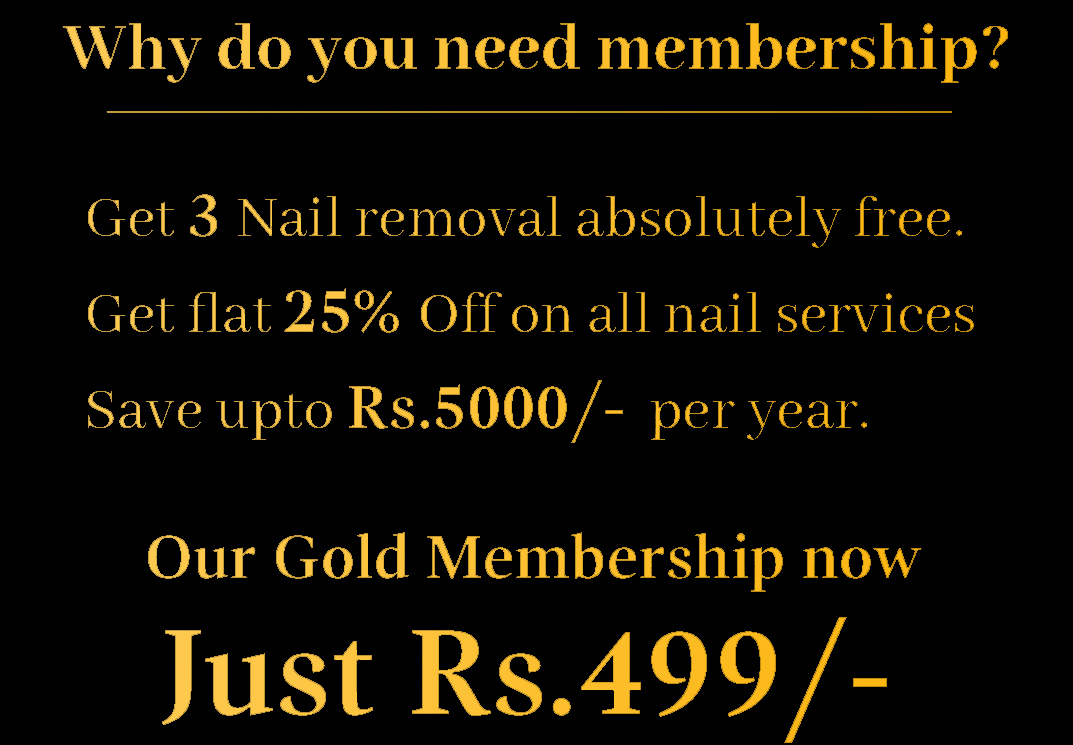 Why do you need membership?
Get 3 Nail removal absolutely free.
Get flat 25% Off on all nail services
Save upto Rs.5000/- per year.
Our Gold Membership now
Just Rs.499/-